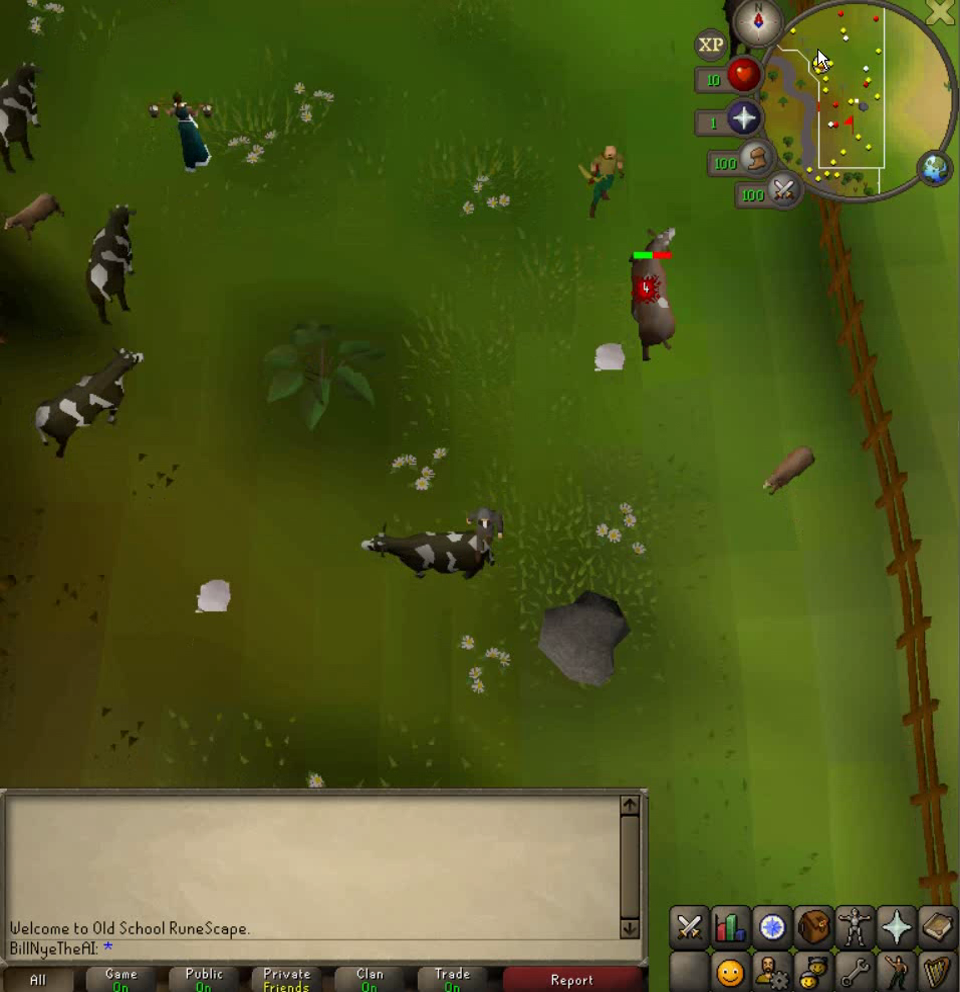 N
XP
10
1
100
100
4
Welcome to Old School RuneScape.
BillNyeTheAI: *
All
Game
On
Public
On
Private
Friends
Clan
On
Trade
On
Report